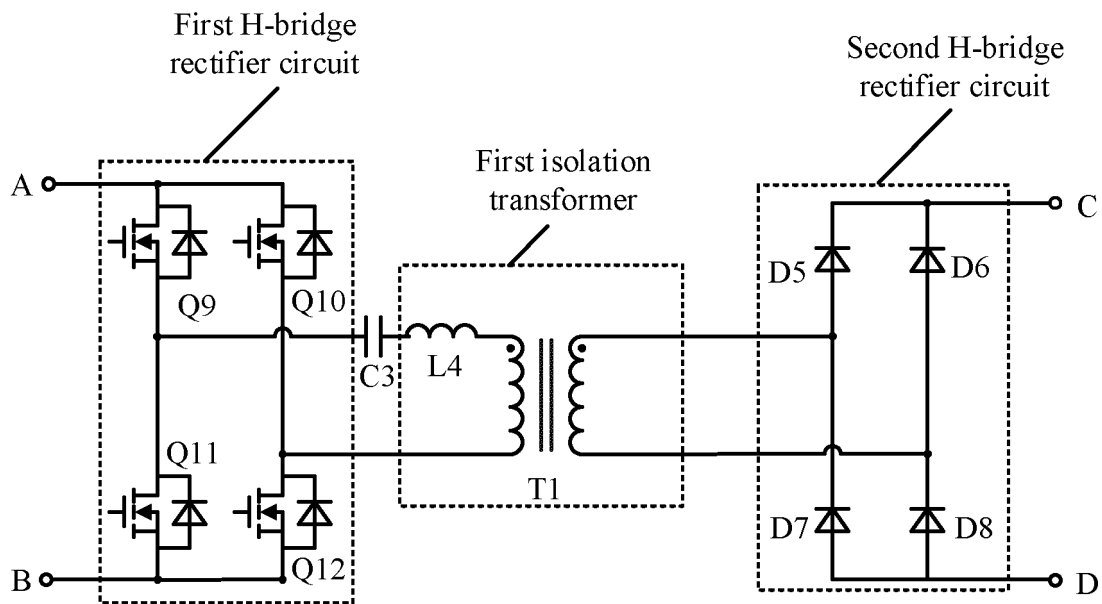 First H-bridge
rectifier circuit
Second H-bridge
rectifier circuit
First isolation
transformer
A
C
D5
D6
Q9
Q10
C3
L4
Q11
T1
D7
D8
Q12
B
D